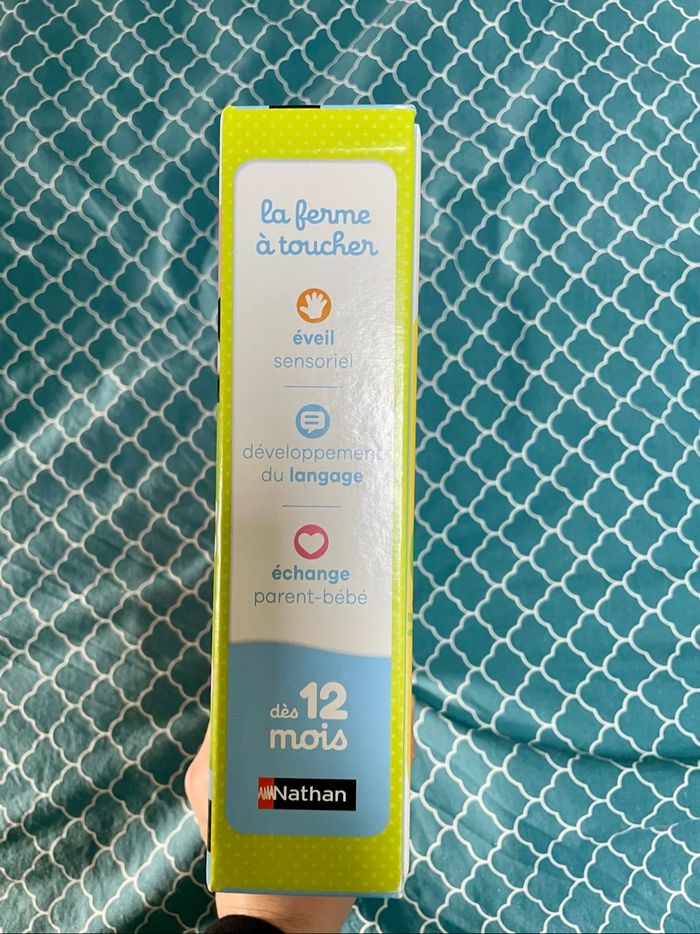 la ferme
à toucher
éveil
sensoriel
développement
du langage
échange
parent-bébé
dès 12
mois
Nathan